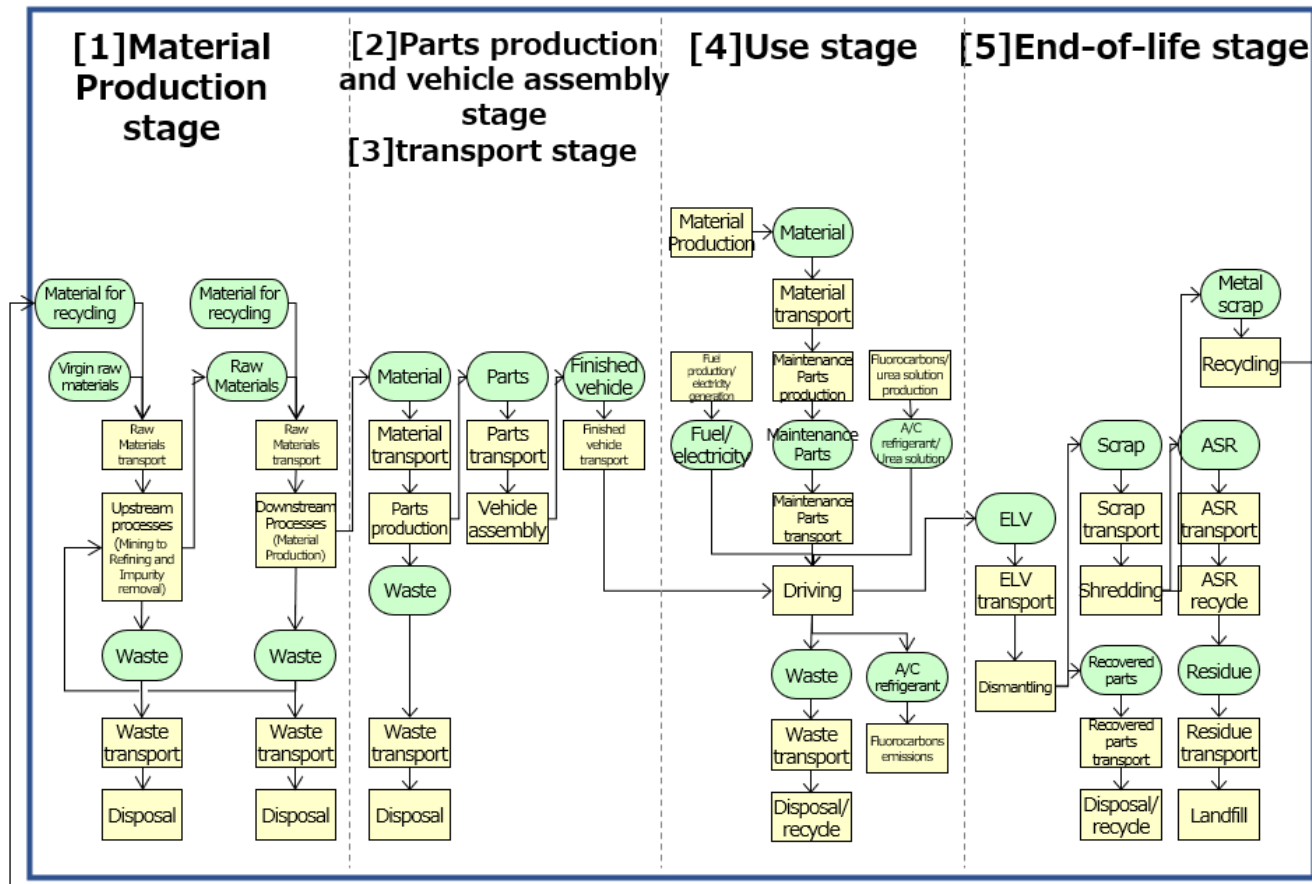 [1]Material
Production
stage
[2]Parts production
and vehicle assembly
stage
[3]transport stage
[4]Use stage
[5]End-of-life stage
Material for
recycling
Virgin raw
materials
Raw
Materials
transport
Upstream
processes
(Mining to
Refining and
Impurity
removal)
Waste
Waste
transport
Disposal
Material for
recycling
Raw
Materials
Raw
Materials
transport
Downstream
Processes
(Material
Production)
Waste
Waste
transport
Disposal
Material
Material
transport
Parts
production
Waste
Waste
transport
Disposal
Parts
Parts
transport
Vehicle
assembly
Finished
vehicle
Finished
vehicle
transport
Material
Production
Material
Material
transport
Fuel
production/
electricity
generation
Maintenance
Parts
production
Fluorocarbons/
urea solution
production
Fuel/
electricity
Maintenance
Parts
A/C
refrigerant/
Urea solution
Maintenance
Parts
transport
Driving
Waste
A/C
refrigerant
Waste
transport
Fluorocarbons
emissions
Disposal/
recycle
ELV
ELV
transport
Dismantling
Scrap
Scrap
transport
Shredding
Recovered
parts
Recovered
parts
transport
Disposal/
recycle
Metal
scrap
Recycling
ASR
ASR
transport
ASR
recycle
Residue
Residue
transport
Landfill